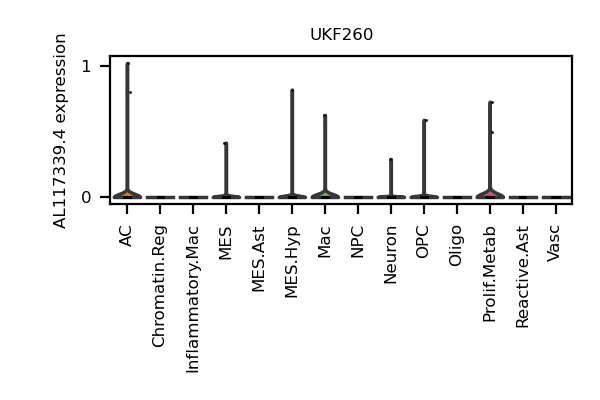 UKF260
AL117339.4 expression
1
0
AC
Chromatin.Reg
Inflammatory.Mac
MES
MES.Ast
MES.Hyp
Mac
NPC
Neuron
OPC
Oligo
Prolif.Metab
Reactive.Ast
Vasc